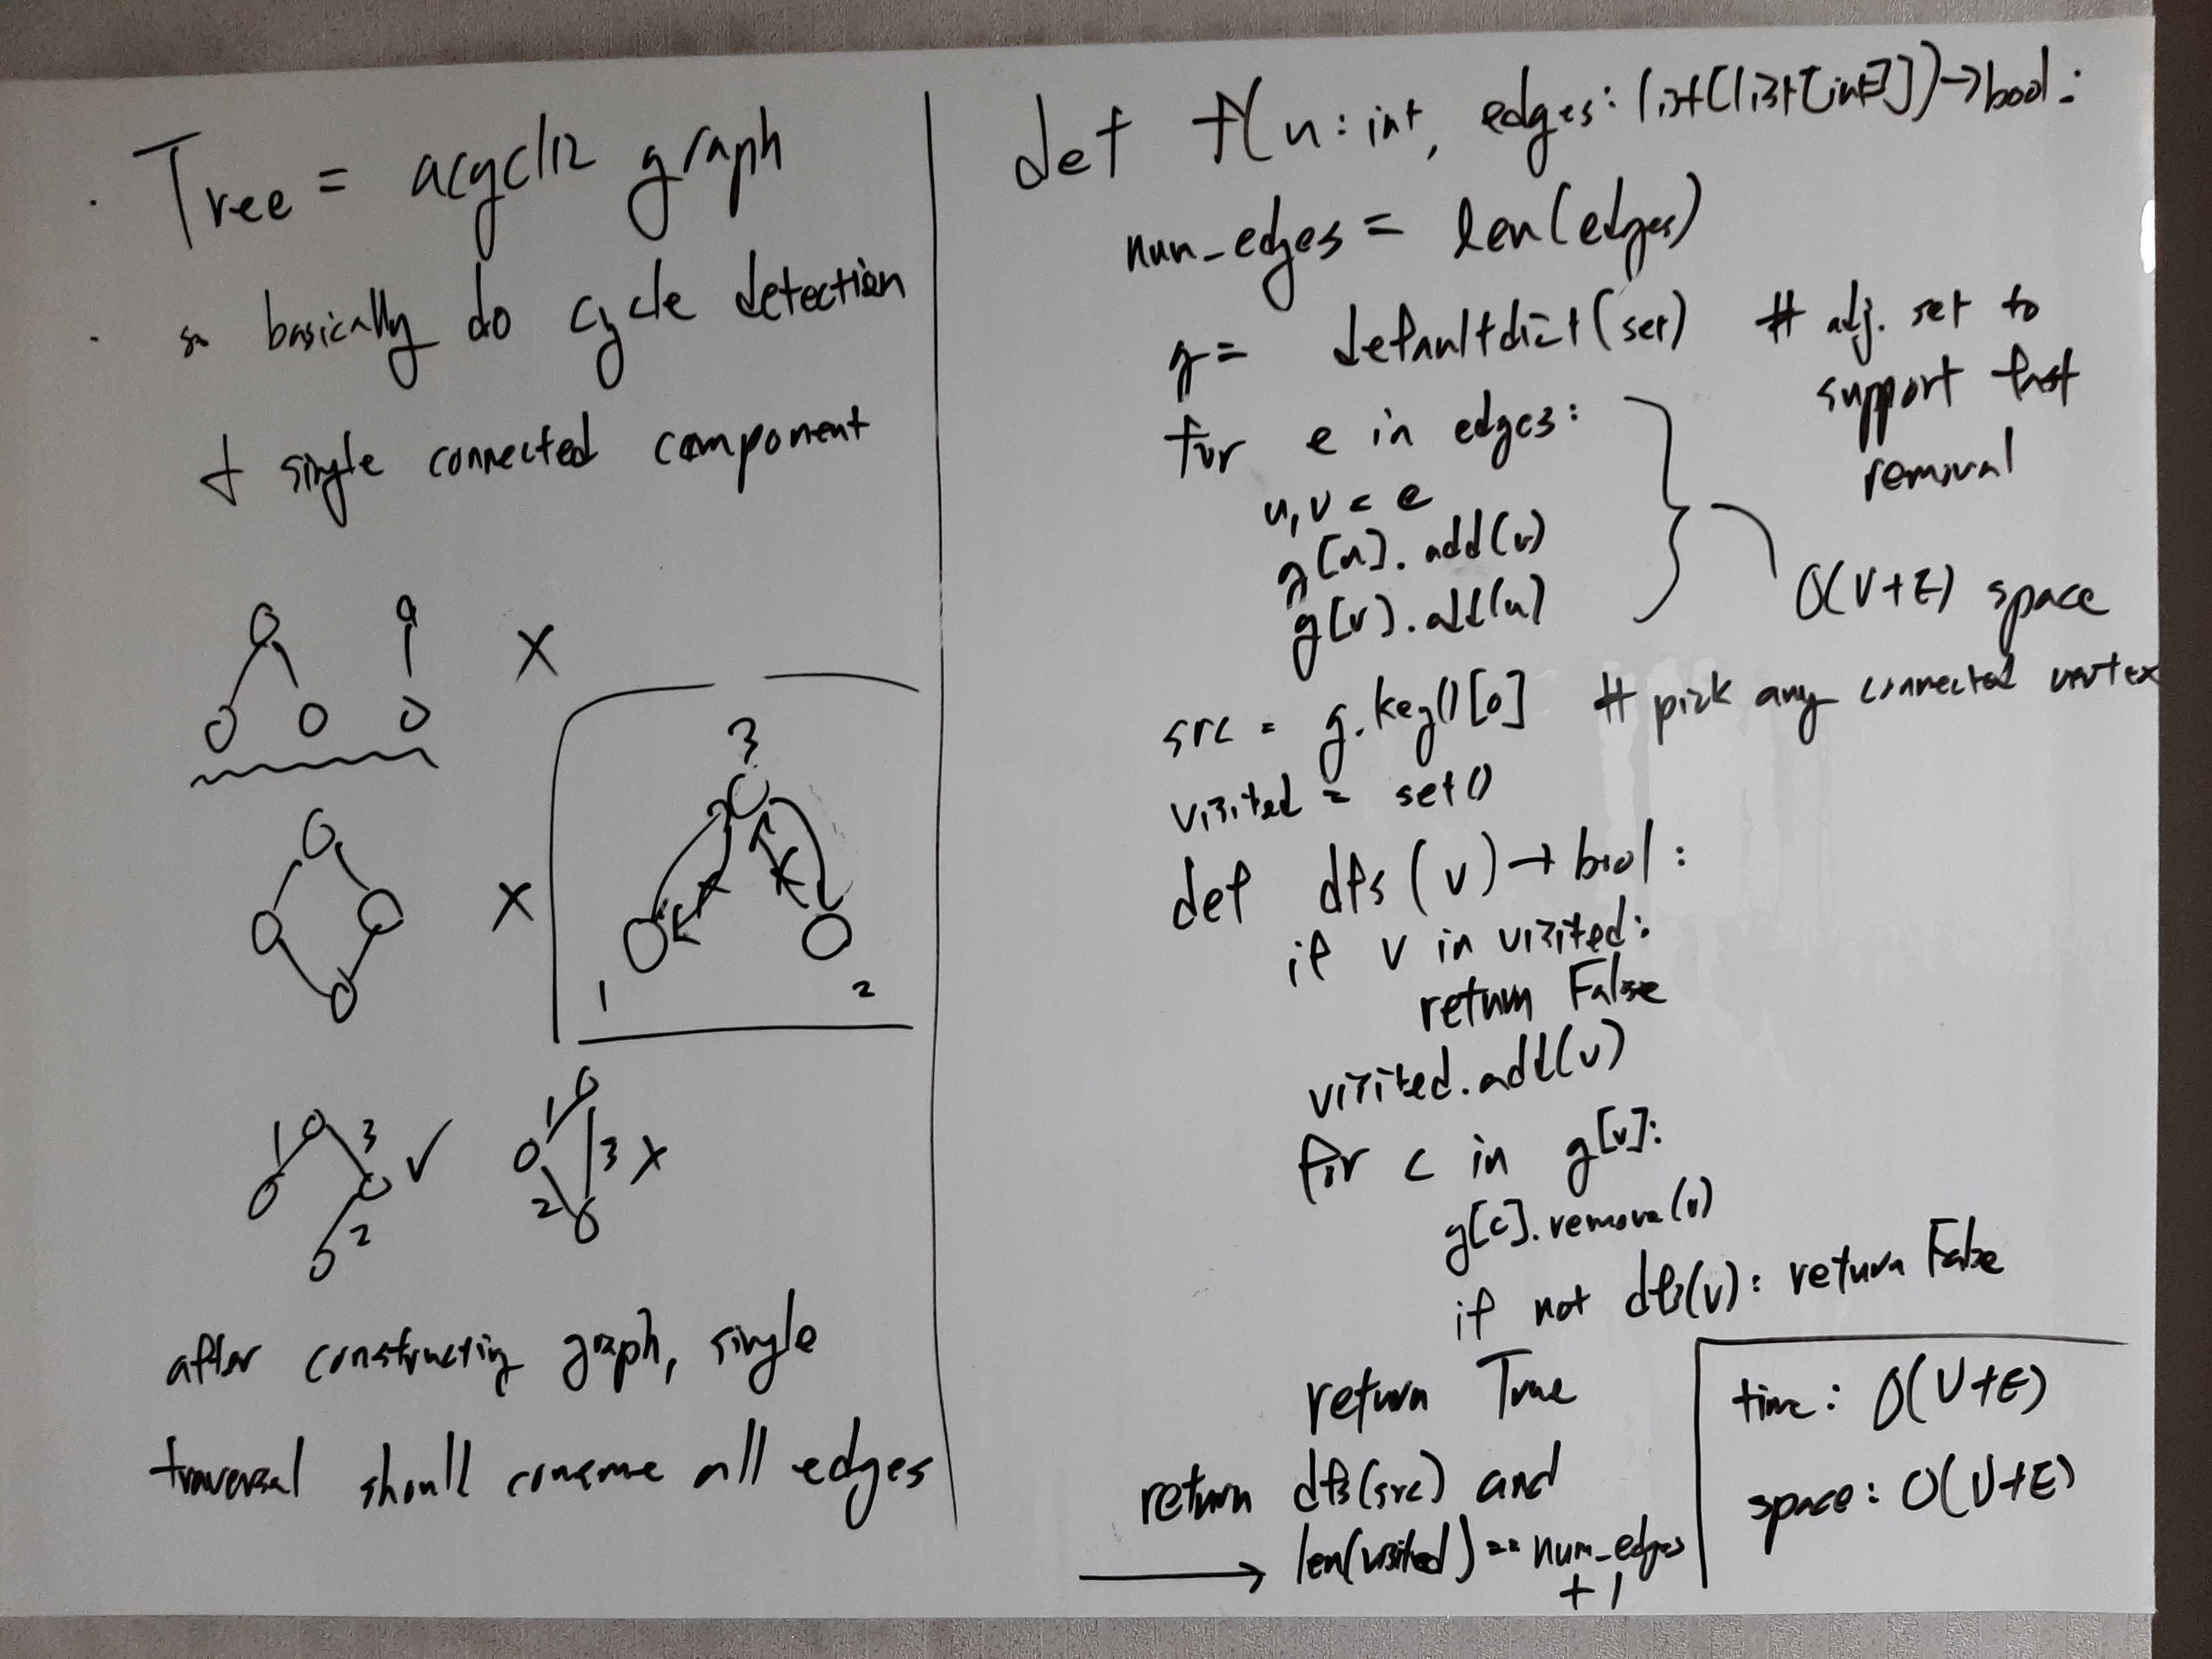 Tree = acyclic graph
so basically do cycle detection
+ single connected component
X
3
X
1
2
1
3
2
1
3
X
2
after constructing graph, single
traversal should consume all edges
def f(n: int, edges: list[list[int]]) -> bool:
num_edges = len(edges)
g = defaultdict(set) # adj. set to
support fast
removal
for e in edges:
u, v = e
g[u].add(v)
g[v].add(u)
O(V+E) space
src = g.key()[0] # pick any connected vertex
visited = set()
def dfs(v) -> bool:
if v in visited:
return False
visited.add(v)
for c in g[v]:
g[c].remove(v)
if not dfs(v): return False
return True
return dfs(src) and
len(visited) == num_edges
+ 1
time: O(V+E)
space: O(V+E)